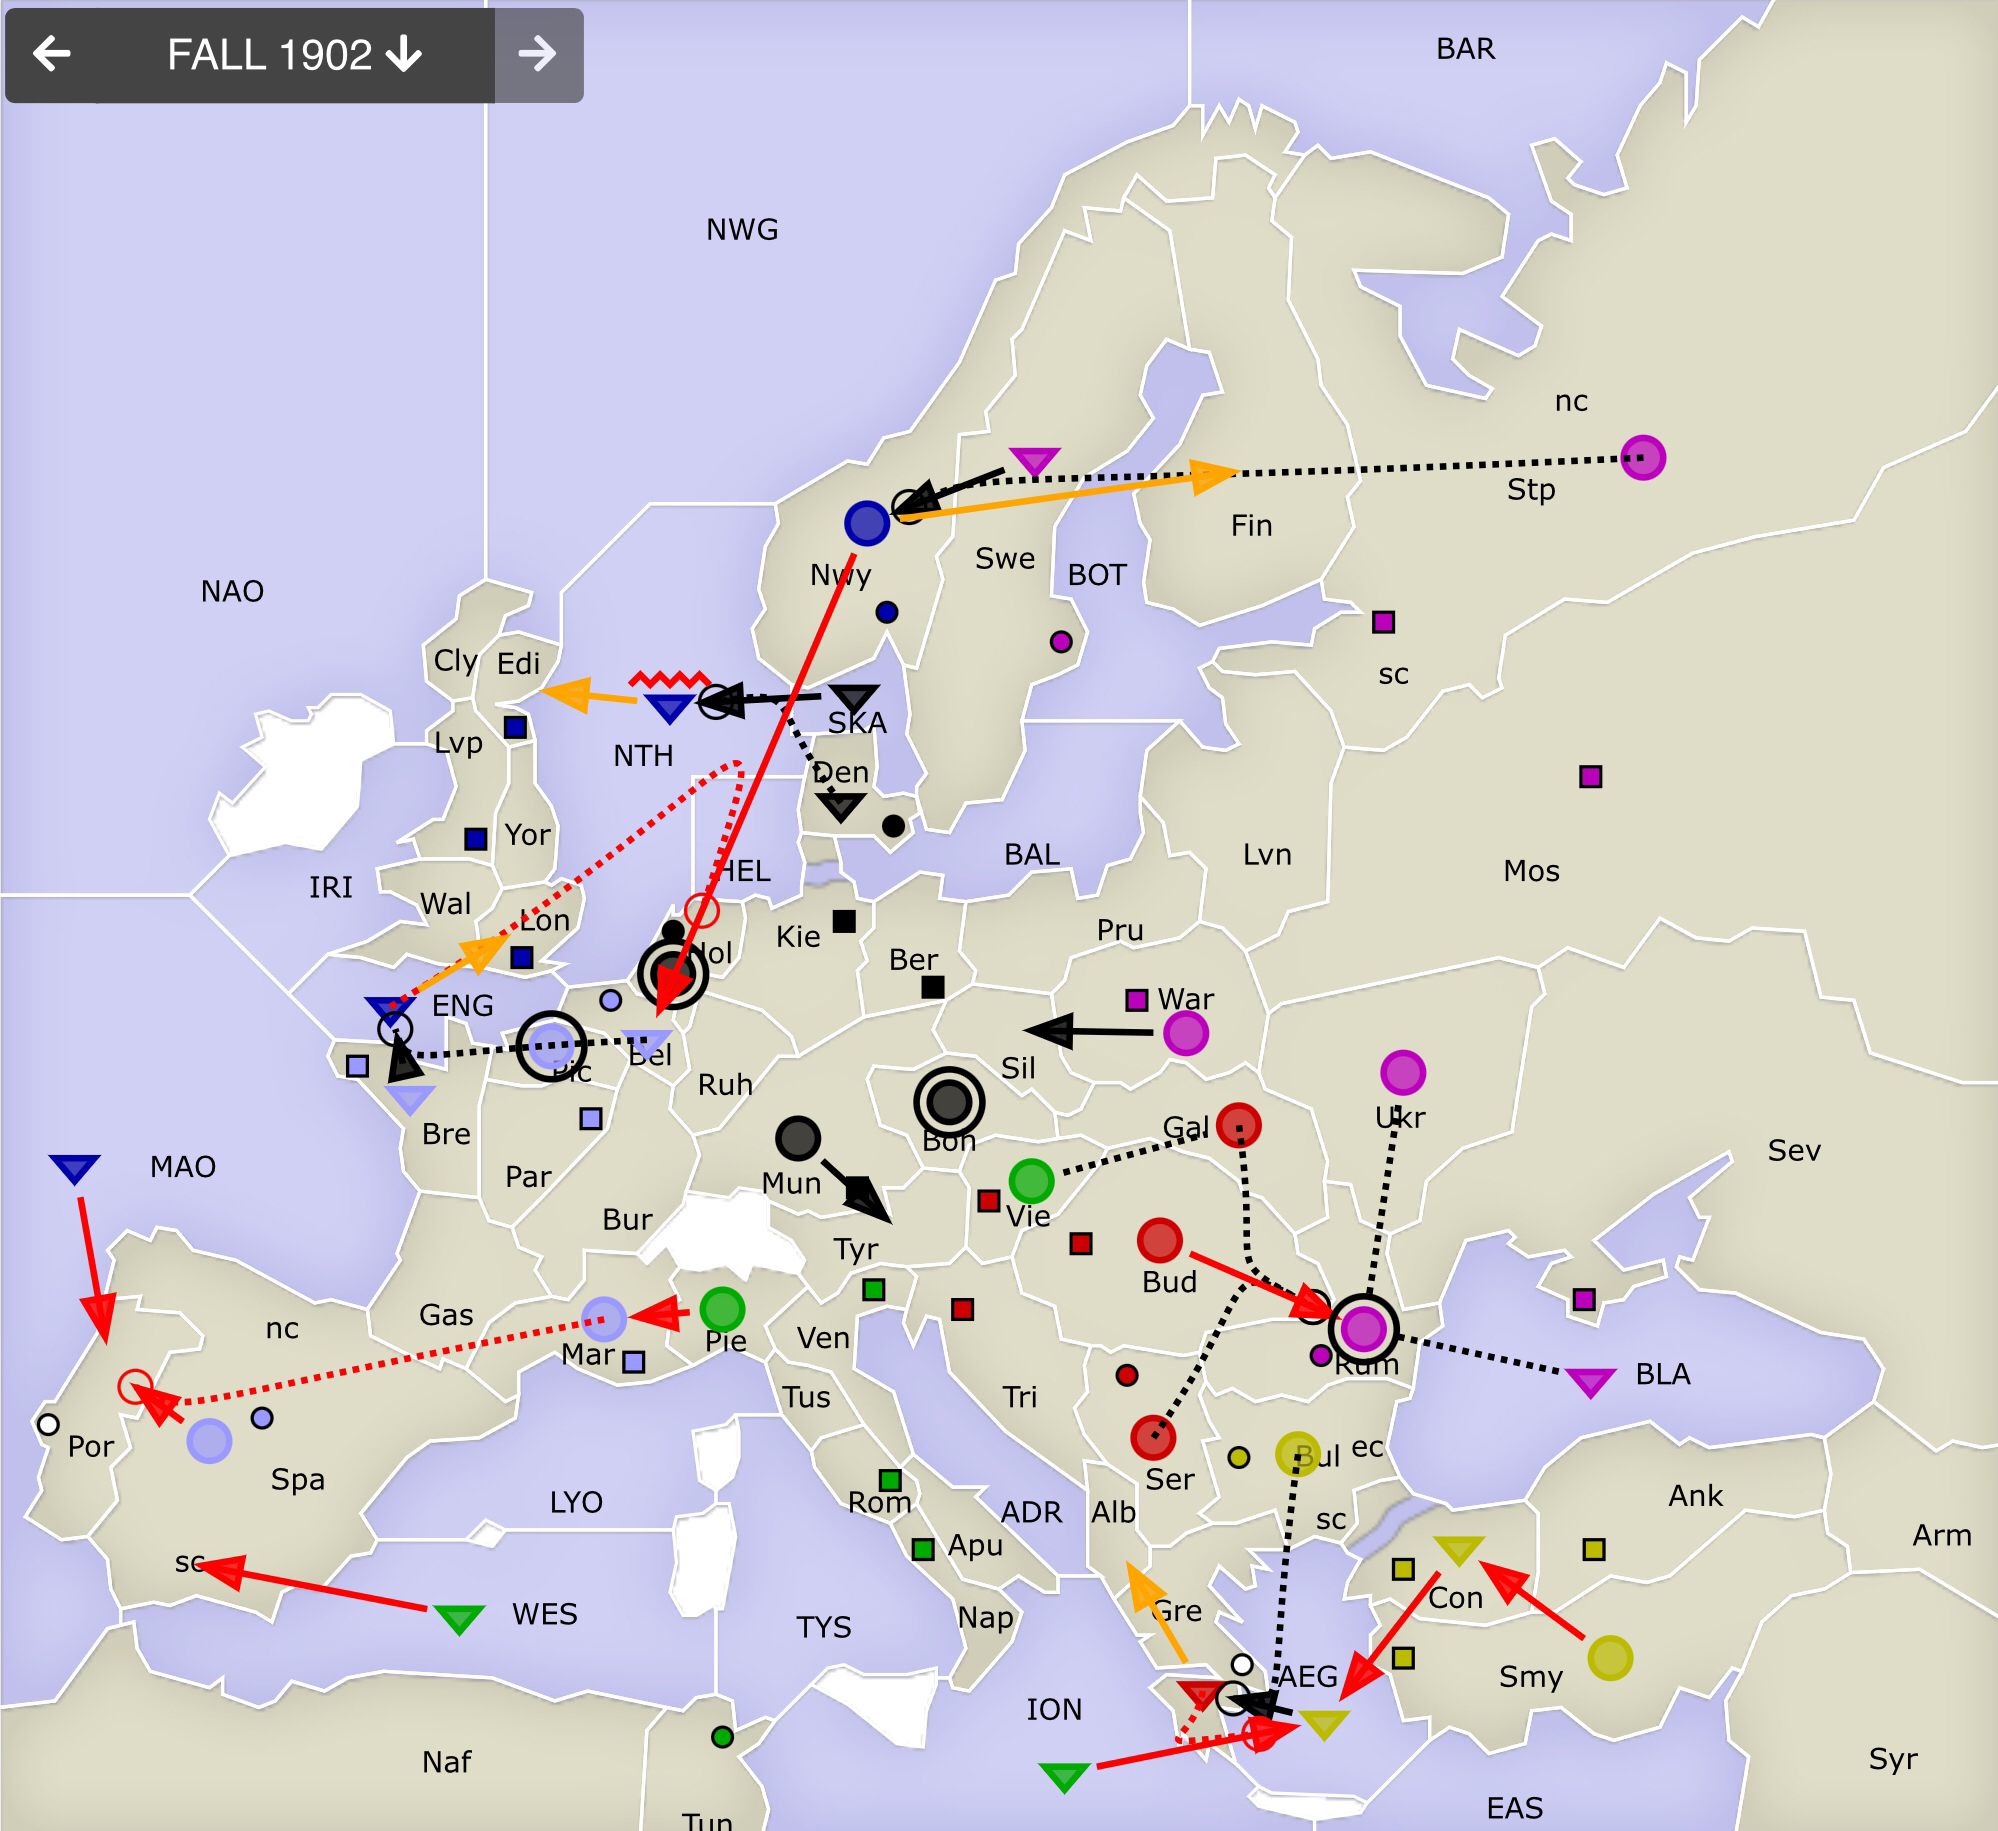 FALL 1902
BAR
NWG
nc
Stp
Fin
Swe
BOT
Nwy
NAO
Cly
Edi
sc
SKA
Lvp
NTH
Den
Yor
BAL
Lvn
HEL
Mos
IRI
Wal
Lon
Pru
Kie
Hol
Ber
War
ENG
Bel
Sil
Pic
Ruh
Ukr
Gal
Bre
Boh
Sev
MAO
Par
Mun
Vie
Bur
Tyr
Bud
Gas
nc
Ven
Pie
Mar
Rum
BLA
Tus
Tri
Por
Bul
ec
Spa
Ser
Ank
LYO
Rom
ADR
Alb
sc
Arm
Apu
sc
Con
WES
TYS
Nap
Gre
AEG
Smy
ION
Naf
Syr
EAS
Tun